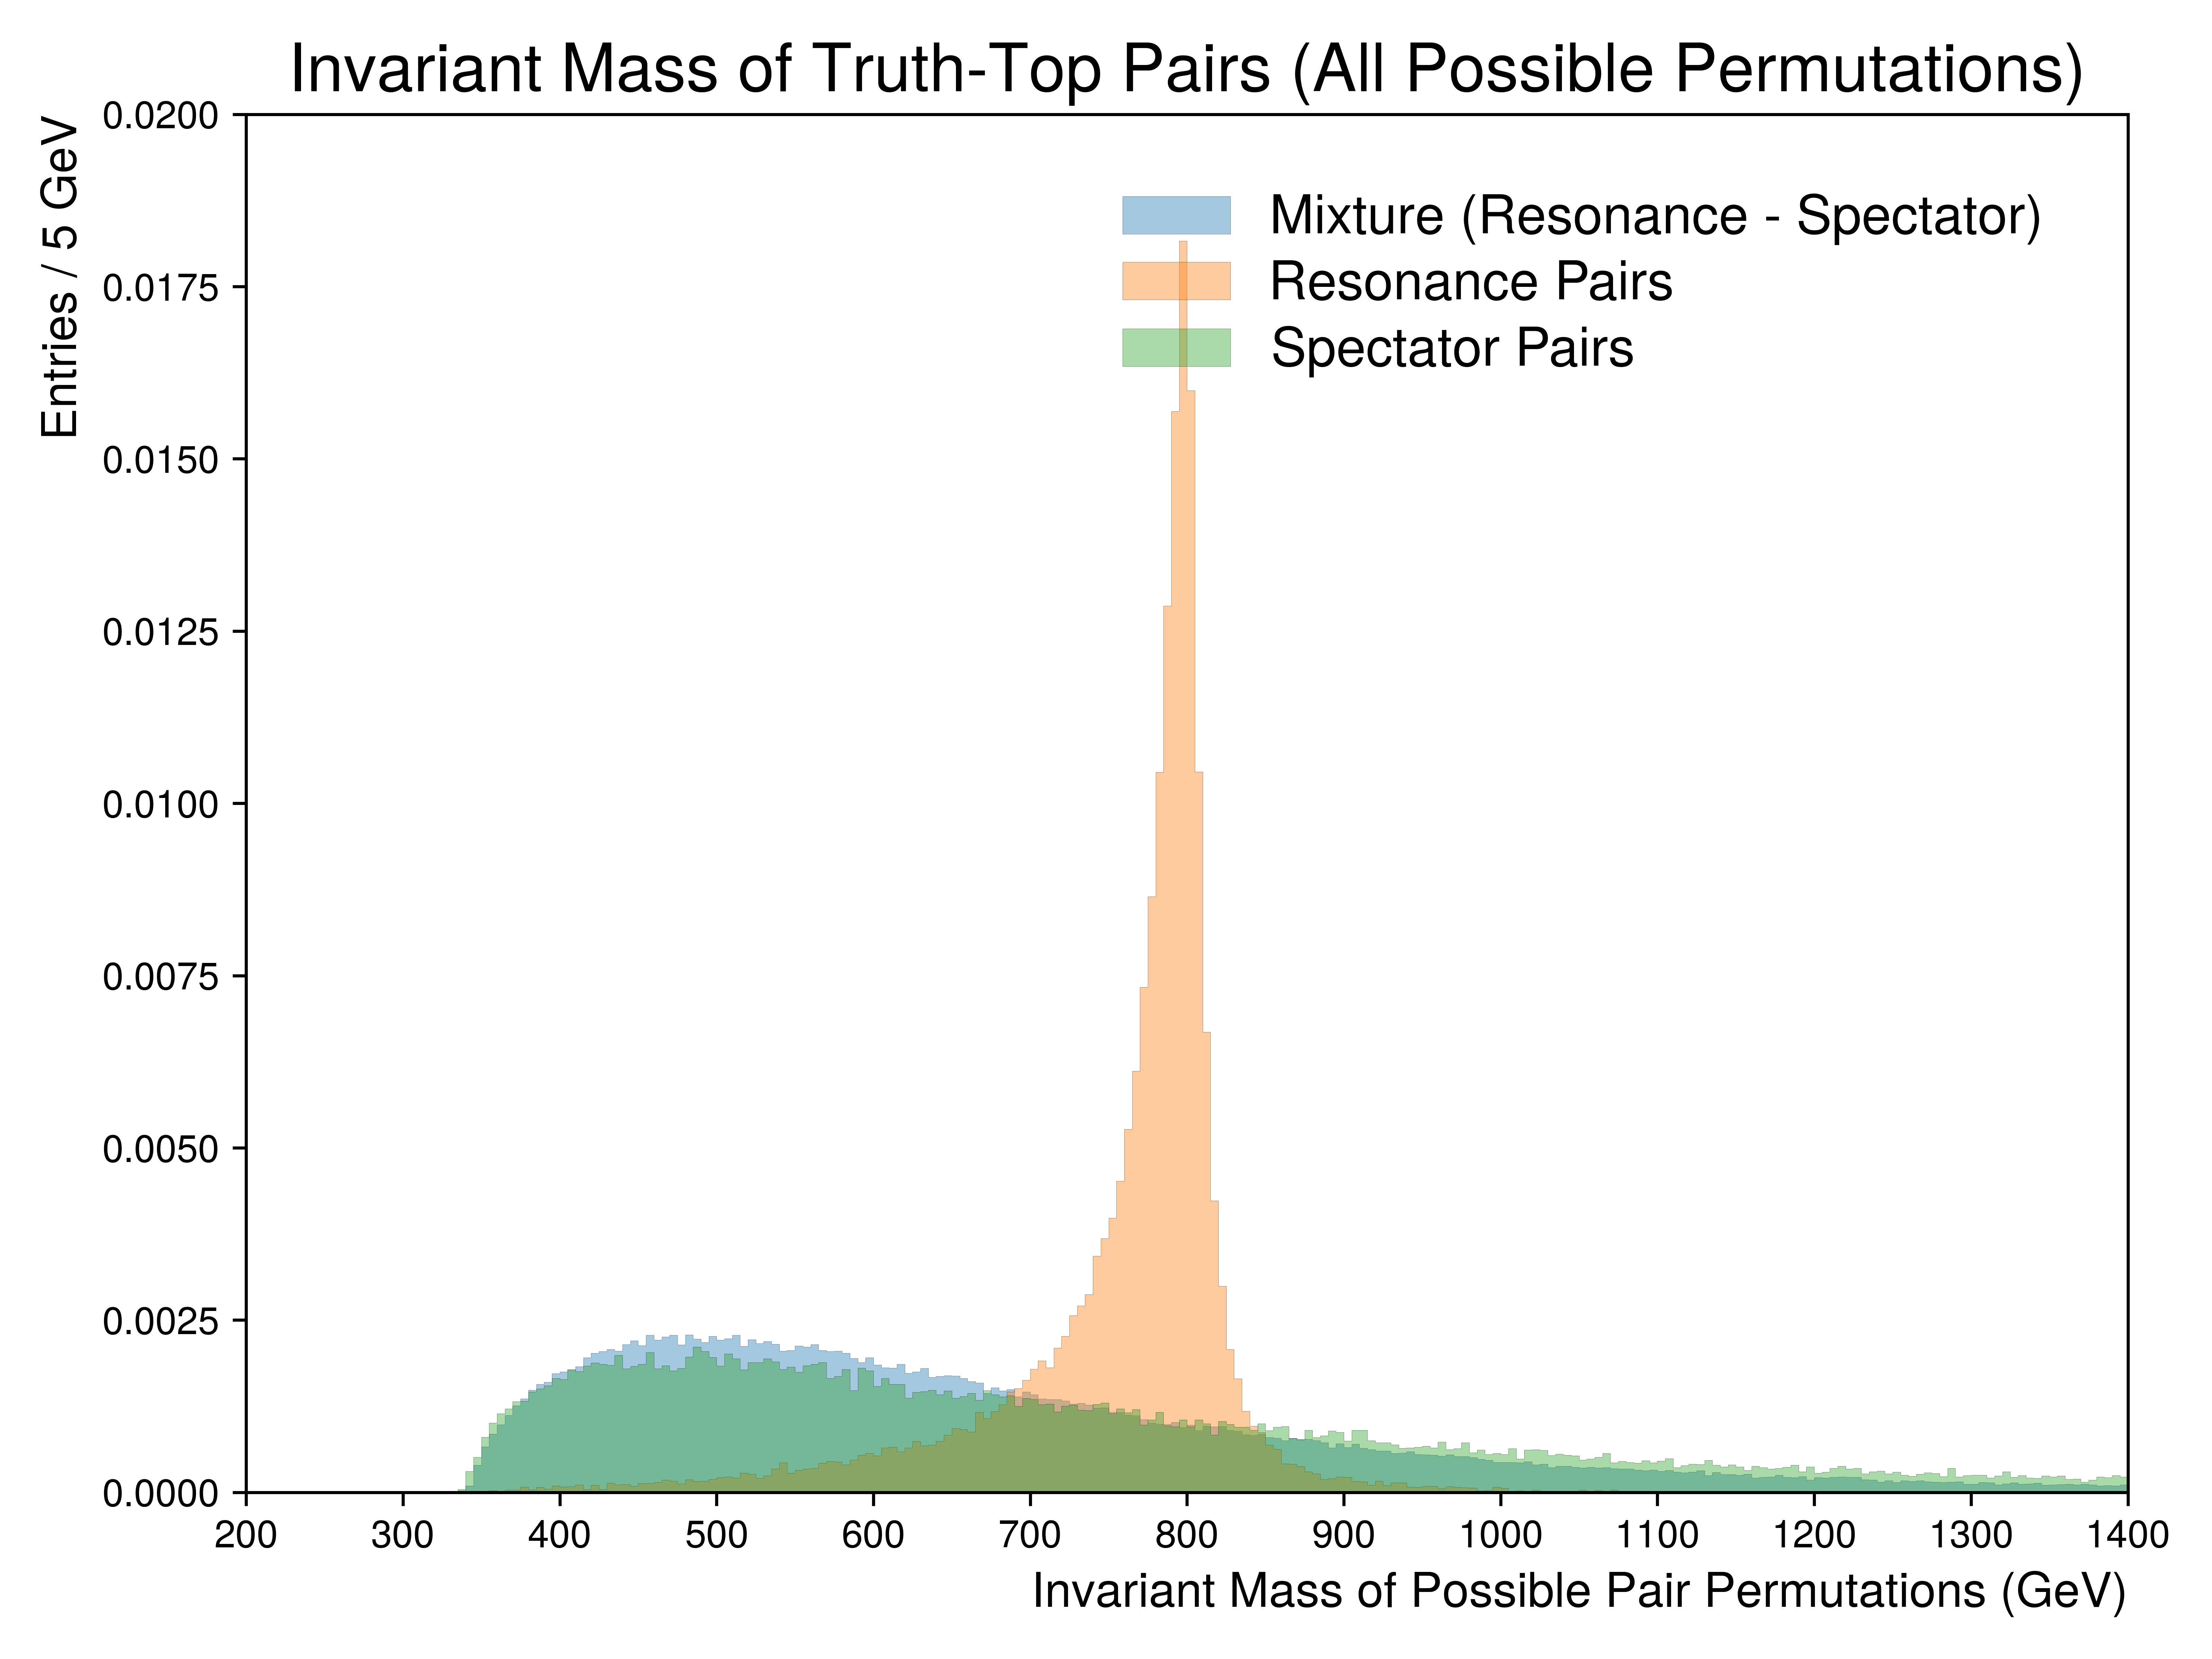 Invariant Mass of Truth-Top Pairs (All Possible Permutations)
Entries / 5 GeV
0.0200
0.0175
0.0150
0.0125
0.0100
0.0075
0.0050
0.0025
0.0000
Mixture (Resonance - Spectator)
Resonance Pairs
Spectator Pairs
200 300 400 500 600 700 800 900 1000 1100 1200 1300 1400
Invariant Mass of Possible Pair Permutations (GeV)